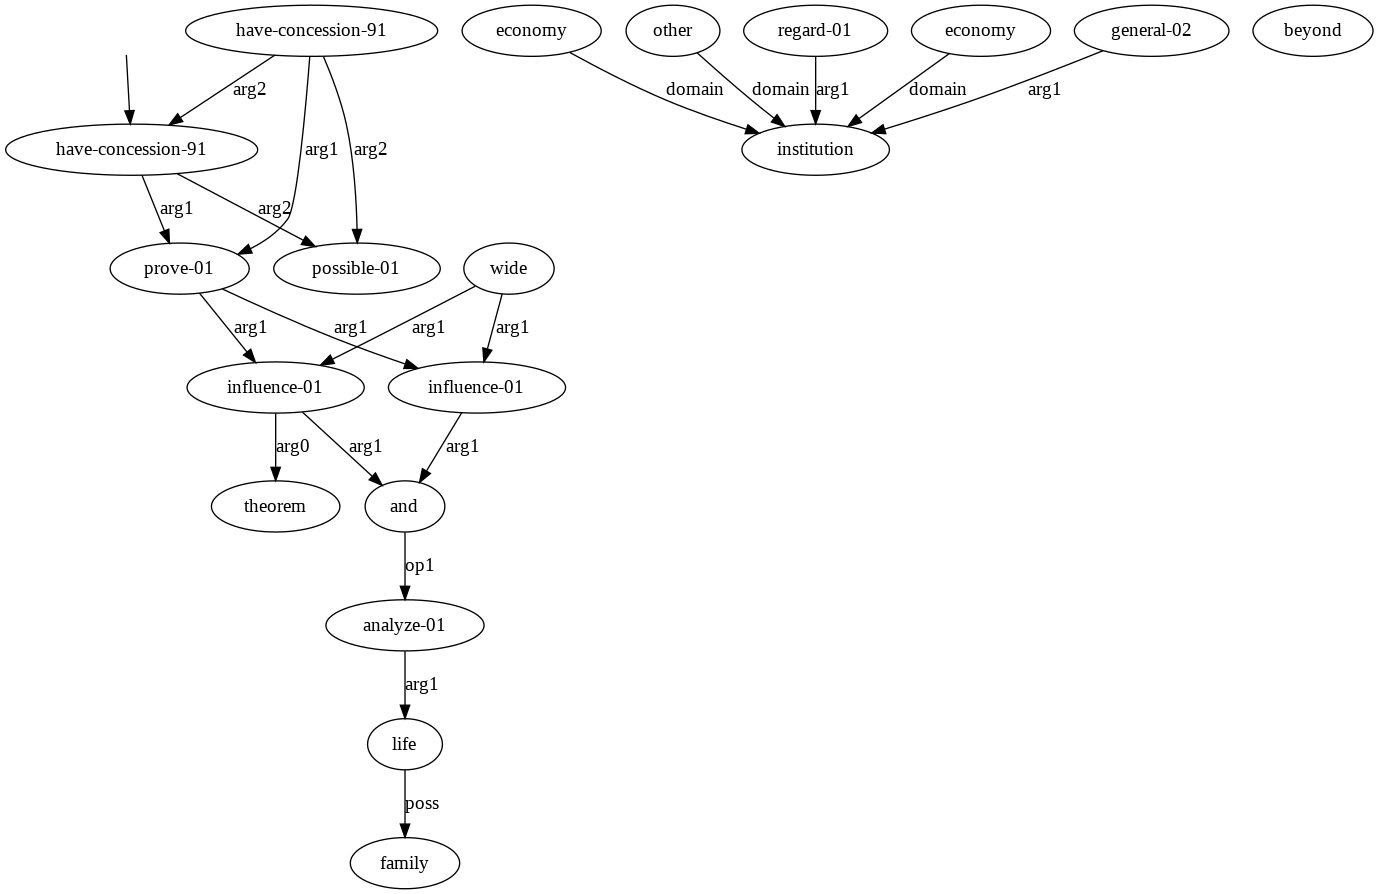 have-concession-91 economy other regard-01 economy general-02 beyond
arg2 domain domain arg1 domain arg1
have-concession-91 arg1 arg2 institution
arg1 arg2
prove-01 possible-01 wide
arg1 arg1 arg1 arg1
influence-01 influence-01
arg0 arg1 arg1
theorem and
op1
analyze-01
arg1
life
poss
family